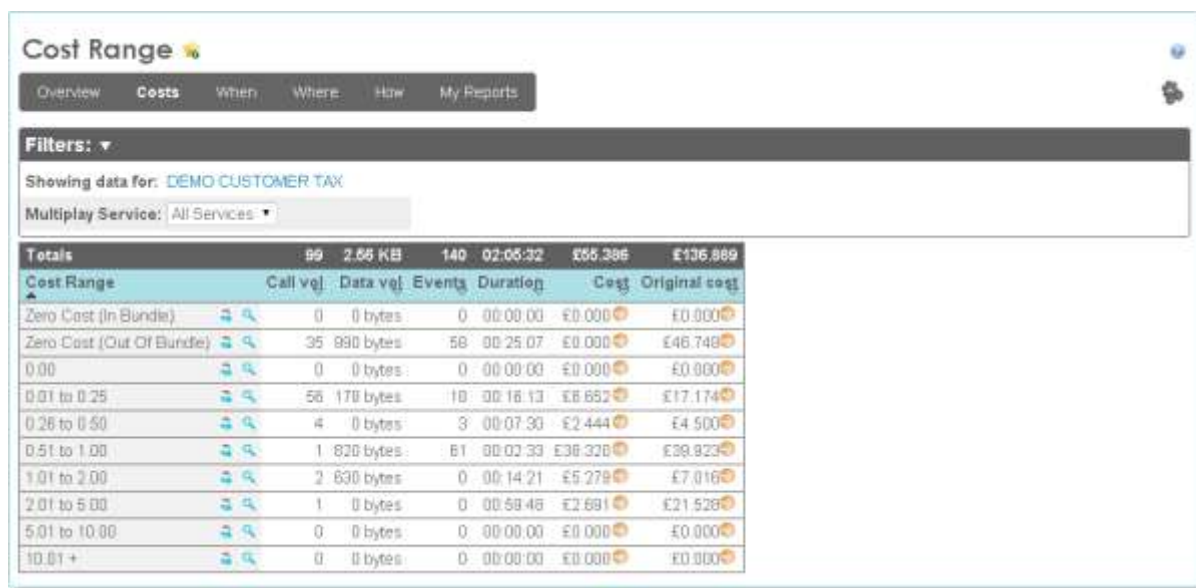 Cost Range
Overview Costs When Where How My Reports
Filters:
Showing data for: DEMO CUSTOMER TAX
Multiplay Service: All Services
Totals 99 2.56 KB 140 02:05:32 £55.386 £136.889
Cost Range Call vol Data vol Events Duration Cost Original cost
Zero Cost (In Bundle) 0 0 bytes 0 00:00:00 £0.000 £0.000
Zero Cost (Out Of Bundle) 35 990 bytes 58 00:25:07 £0.000 £46.748
0.00 0 0 bytes 0 00:00:00 £0.000 £0.000
0.01 to 0.25 56 178 bytes 18 00:16:13 £6.652 £17.174
0.26 to 0.50 4 0 bytes 3 00:07:30 £2.444 £4.500
0.51 to 1.00 1 820 bytes 61 00:02:33 £38.320 £39.923
1.01 to 2.00 2 630 bytes 0 00:14:21 £5.279 £7.016
2.01 to 5.00 1 0 bytes 0 00:59:48 £2.691 £21.528
5.01 to 10.00 0 0 bytes 0 00:00:00 £0.000 £0.000
10.01 + 0 0 bytes 0 00:00:00 £0.000 £0.000